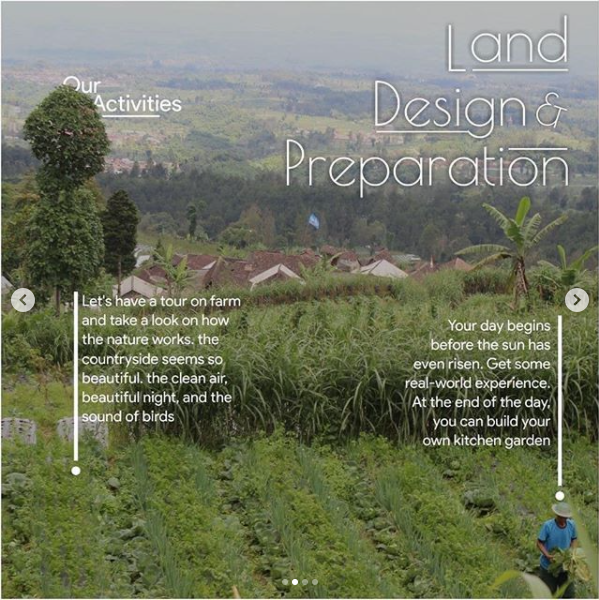 Our
Activities
Land
Design &
Preparation
Let's have a tour on farm
and take a look on how
the nature works. the
countryside seems so
beautiful. the clean air,
beautiful night, and the
sound of birds
Your day begins
before the sun has
even risen. Get some
real-world experience.
At the end of the day,
you can build your
own kitchen garden